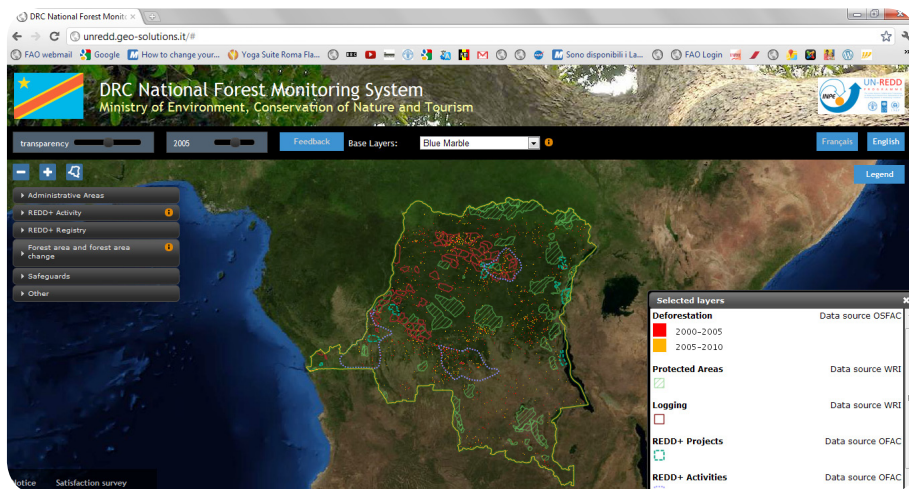 DRC National Forest Monito
unredd.geo-solutions.it/#
FAO webmail
Google
How to change your...
Yoga Suite Roma Fla...
Sono disponibili i La...
FAO Login
DRC National Forest Monitoring System
Ministry of Environment, Conservation of Nature and Tourism
INPE
UN-REDD
PROGRAMME
transparency
2005
Feedback
Base Layers:
Blue Marble
Français
English
Legend
Administrative Areas
REDD+ Activity
REDD+ Registry
Forest area and forest area
change
Safeguards
Other
Selected layers
Deforestation Data source OSFAC
2000-2005
2005-2010
Protected Areas Data source WRI
Logging Data source WRI
REDD+ Projects Data source OFAC
REDD+ Activities Data source OFAC
otice Satisfaction survey